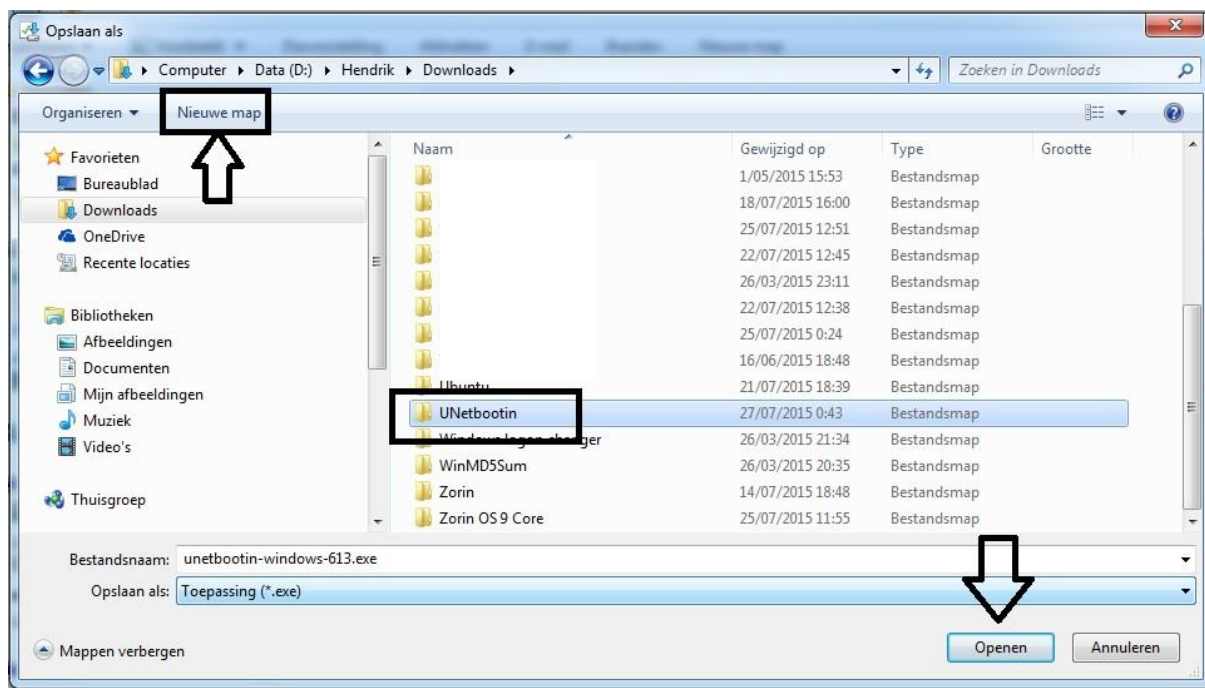 Opslaan als
Computer Data (D:) Hendrik Downloads
Zoeken in Downloads
Organiseren Nieuwe map
Favorieten
Bureaublad
Downloads
OneDrive
Recente locaties
Bibliotheken
Afbeeldingen
Documenten
Mijn afbeeldingen
Muziek
Video's
Thuisgroep
Naam Gewijzigd op Type Grootte
1/05/2015 15:53 Bestandsmap
18/07/2015 16:00 Bestandsmap
25/07/2015 12:51 Bestandsmap
22/07/2015 12:45 Bestandsmap
26/03/2015 23:11 Bestandsmap
22/07/2015 12:38 Bestandsmap
25/07/2015 0:24 Bestandsmap
16/06/2015 18:48 Bestandsmap
Ubuntu 21/07/2015 18:39 Bestandsmap
UNetbootin 27/07/2015 0:43 Bestandsmap
Windows logon changer 26/03/2015 21:34 Bestandsmap
WinMD5Sum 26/03/2015 20:35 Bestandsmap
Zorin 14/07/2015 18:48 Bestandsmap
Zorin OS 9 Core 25/07/2015 11:55 Bestandsmap
Bestandsnaam: unetbootin-windows-613.exe
Opslaan als: Toepassing (*.exe)
Mappen verbergen
Openen Annuleren